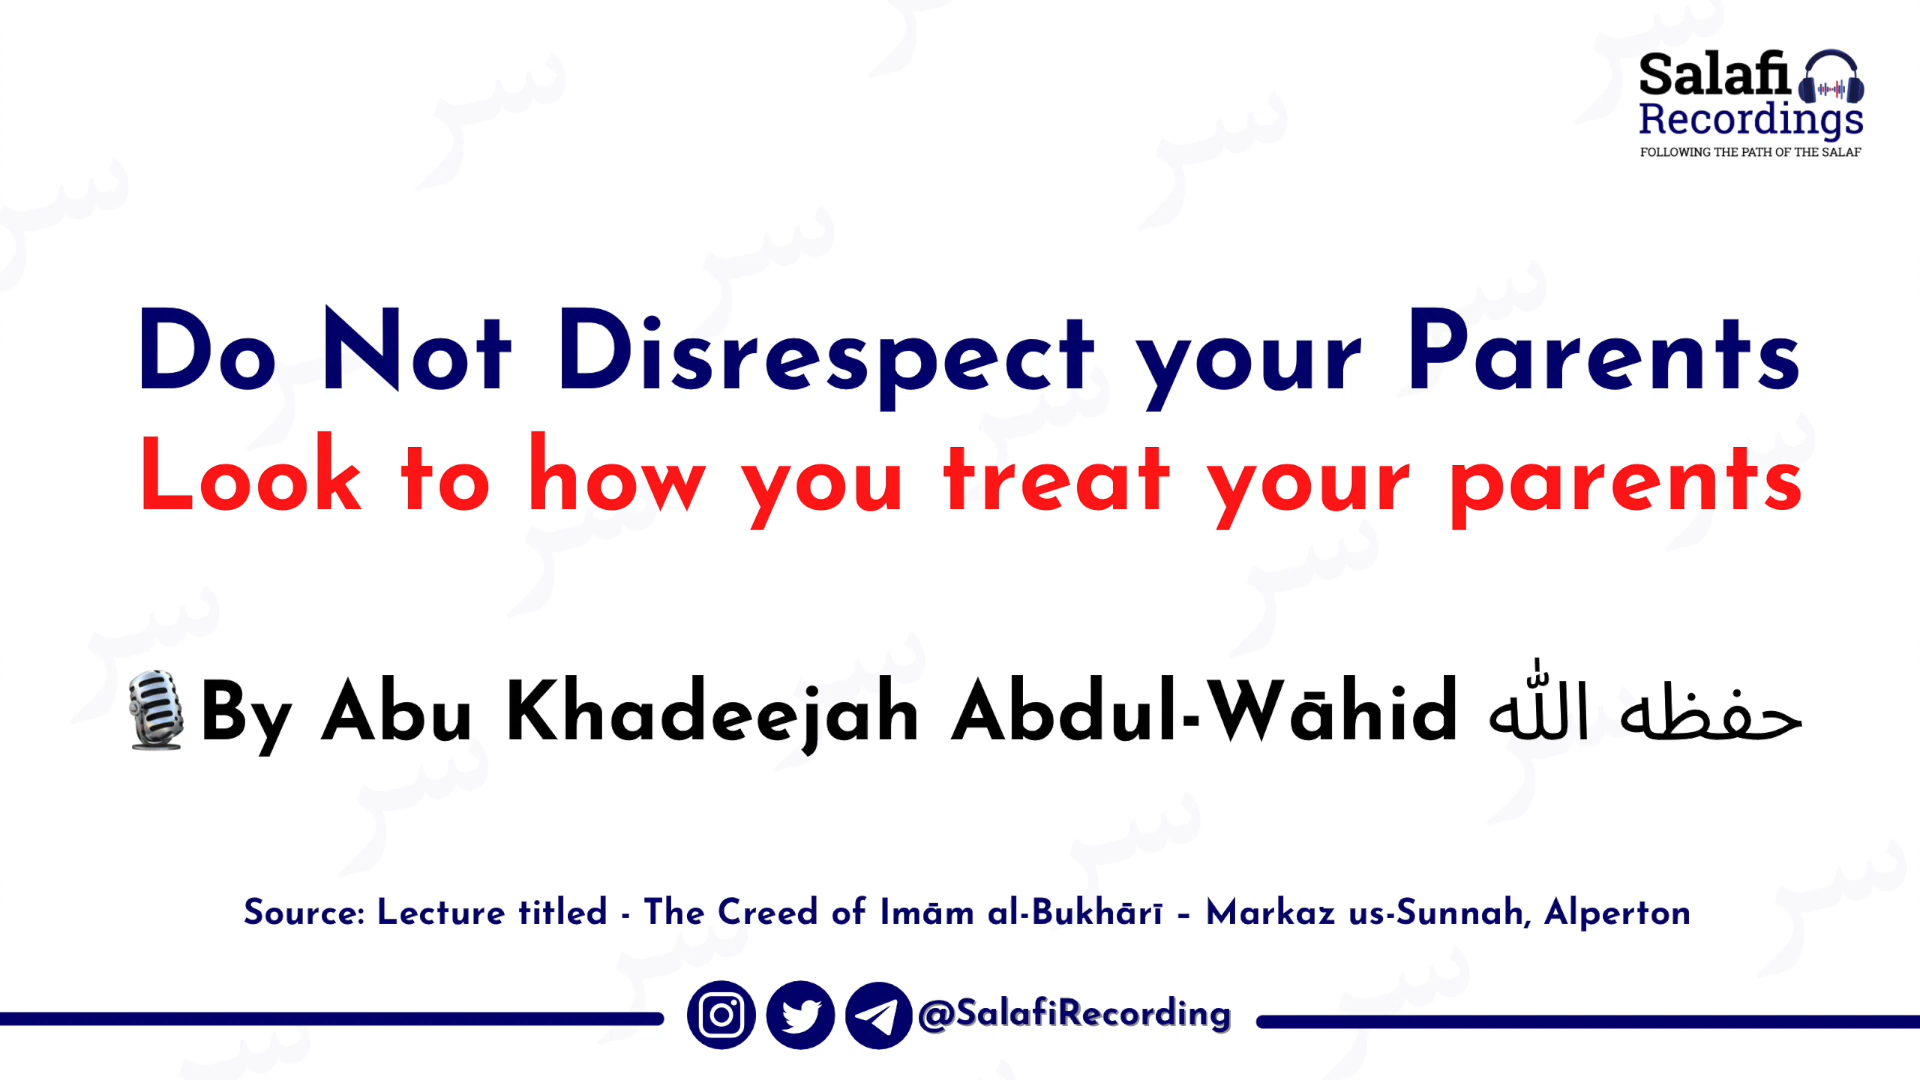 Salafi
Recordings
FOLLOWING THE PATH OF THE SALAF
Do Not Disrespect your Parents
Look to how you treat your parents
By Abu Khadeejah Abdul-Wāhid حفظه الله
Source: Lecture titled - The Creed of Imām al-Bukhārī – Markaz us-Sunnah, Alperton
@SalafiRecording